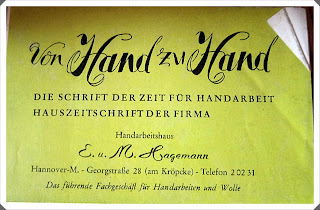 Von Hand zu Hand
DIE SCHRIFT DER ZEIT FÜR HANDARBEIT
HAUSZEITSCHRIFT DER FIRMA
Handarbeitshaus
E. u. M. Hagemann
Hannover-M. - Georgstraße 28 (am Kröpcke) - Telefon 2 02 31
Das führende Fachgeschäft für Handarbeiten und Wolle